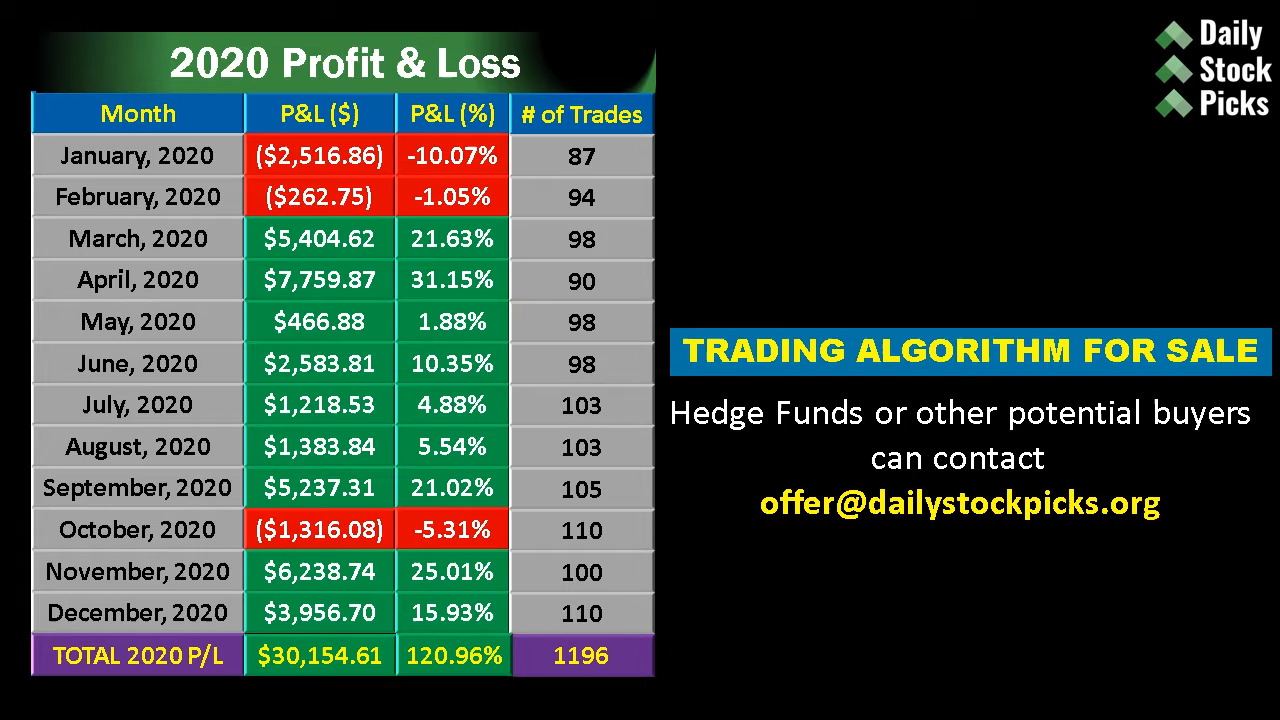 2020 Profit & Loss
Daily
Stock
Picks
Month P&L ($) P&L (%) # of Trades
January, 2020 ($2,516.86) -10.07% 87
February, 2020 ($262.75) -1.05% 94
March, 2020 $5,404.62 21.63% 98
April, 2020 $7,759.87 31.15% 90
May, 2020 $466.88 1.88% 98
June, 2020 $2,583.81 10.35% 98
July, 2020 $1,218.53 4.88% 103
August, 2020 $1,383.84 5.54% 103
September, 2020 $5,237.31 21.02% 105
October, 2020 ($1,316.08) -5.31% 110
November, 2020 $6,238.74 25.01% 100
December, 2020 $3,956.70 15.93% 110
TOTAL 2020 P/L $30,154.61 120.96% 1196
TRADING ALGORITHM FOR SALE
Hedge Funds or other potential buyers
can contact
offer@dailystockpicks.org